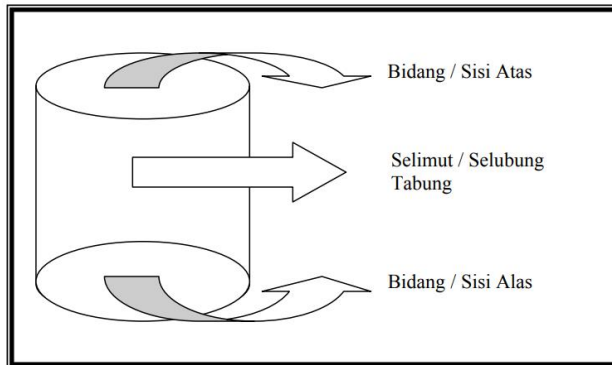 Bidang / Sisi Atas
Selimut / Selubung
Tabung
Bidang / Sisi Alas